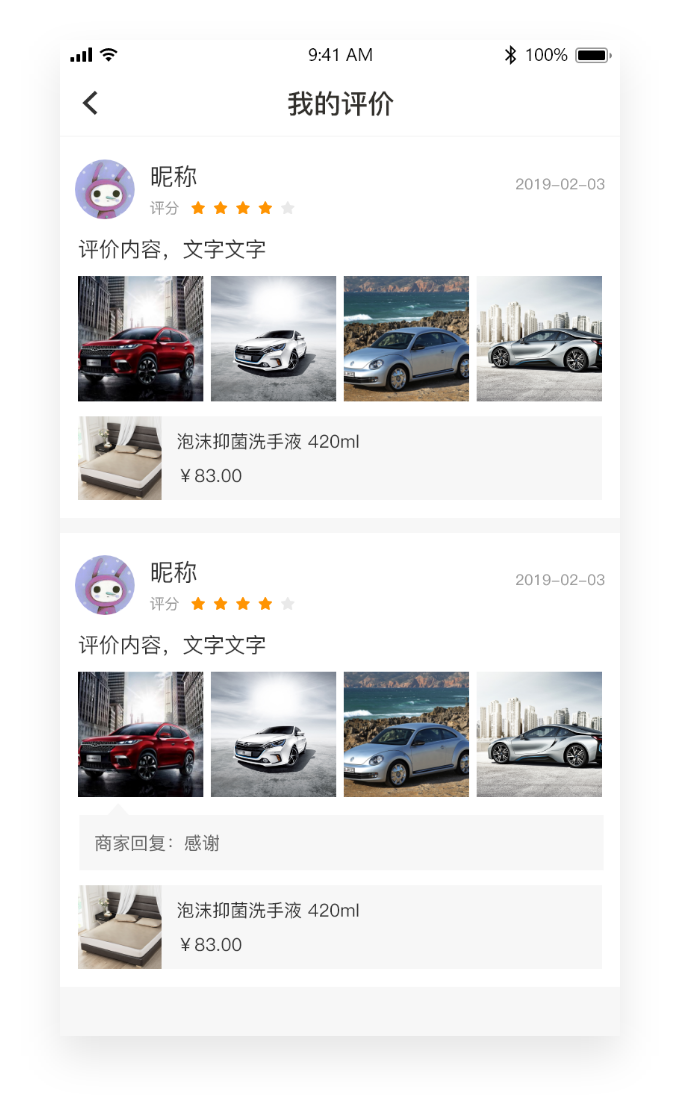 9:41 AM
100%
我的评价
昵称
2019-02-03
评分
评价内容，文字文字
泡沫抑菌洗手液 420ml
￥83.00
昵称
2019-02-03
评分
评价内容，文字文字
商家回复：感谢
泡沫抑菌洗手液 420ml
￥83.00